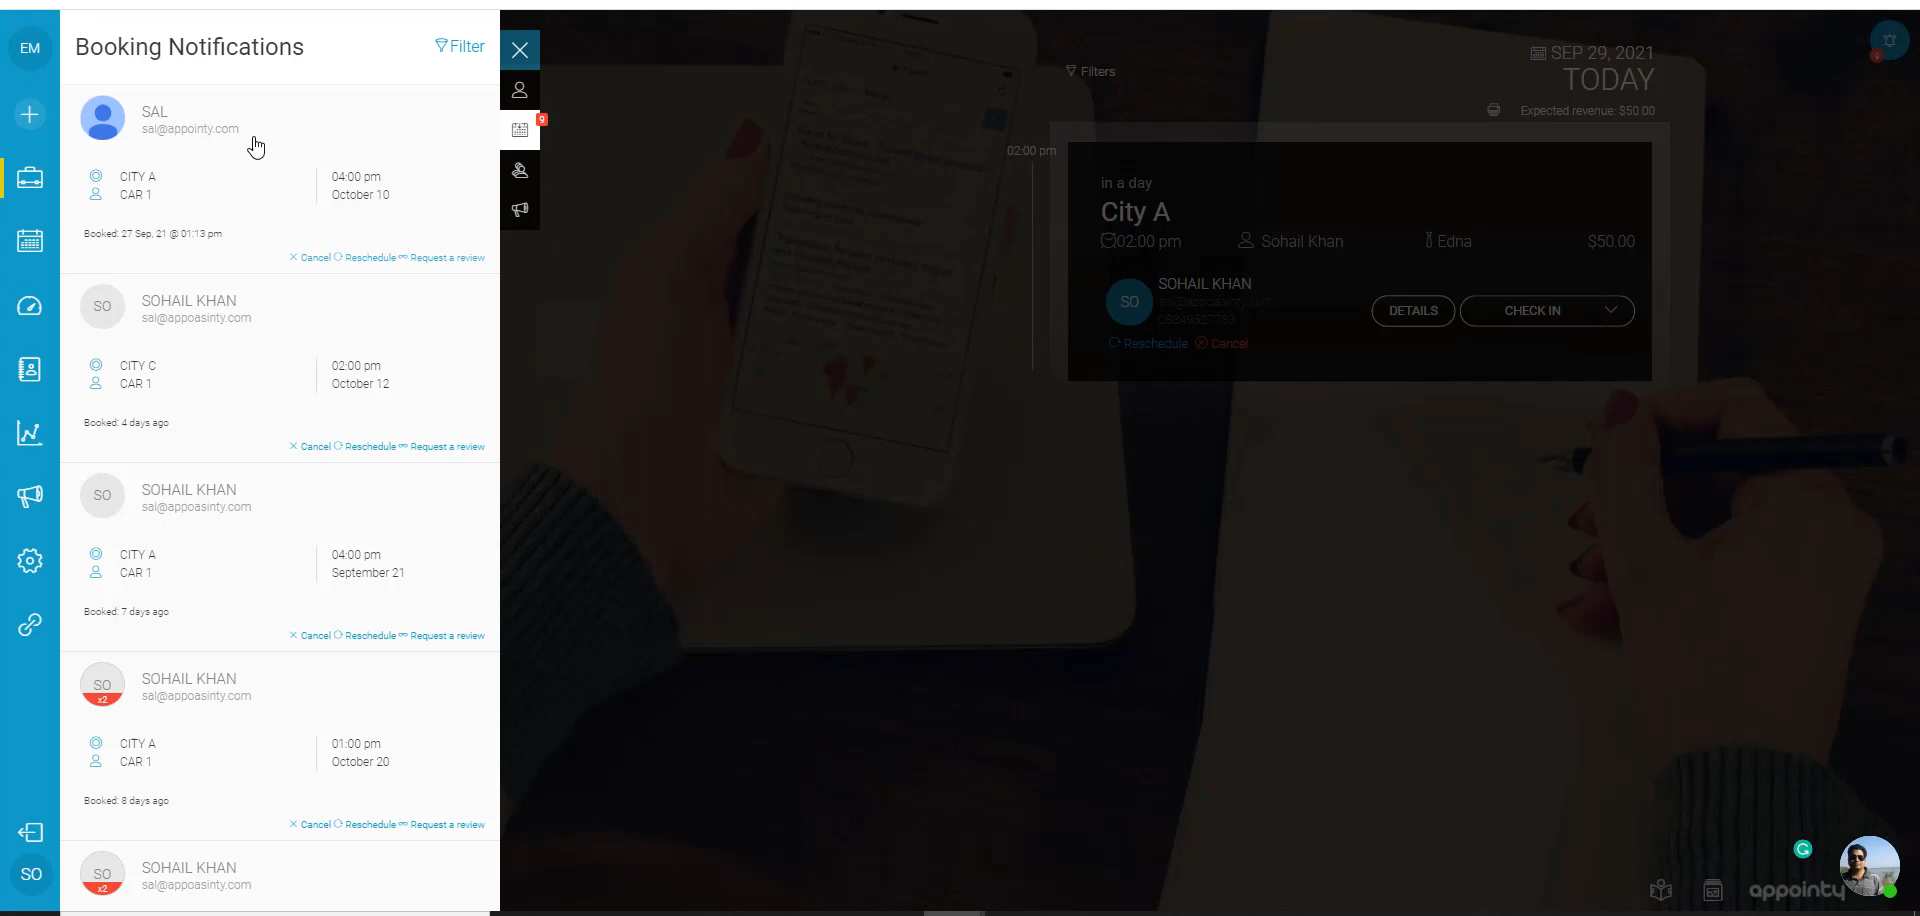 EM
Booking Notifications
Filter
SAL
sal@appointy.com
CITY A
04:00 pm
CAR 1
October 10
Booked: 27 Sep, 21 @ 01:13 pm
Cancel Reschedule Request a review
SO
SOHAIL KHAN
sal@appoasinty.com
CITY C
02:00 pm
CAR 1
October 12
Booked: 4 days ago
Cancel Reschedule Request a review
SO
SOHAIL KHAN
sal@appoasinty.com
CITY A
04:00 pm
CAR 1
September 21
Booked: 7 days ago
Cancel Reschedule Request a review
SO
x2
SOHAIL KHAN
sal@appoasinty.com
CITY A
01:00 pm
CAR 1
October 20
Booked: 8 days ago
Cancel Reschedule Request a review
SO
x2
SOHAIL KHAN
sal@appoasinty.com
SO
9
Filters
SEP 29, 2021
TODAY
Expected revenue: $50.00
9
02:00 pm
in a day
City A
02:00 pm Sohail Khan Edna $50.00
SO
SOHAIL KHAN
sal@appoasinty.com
DETAILS
CHECK IN
Reschedule Cancel
appointy